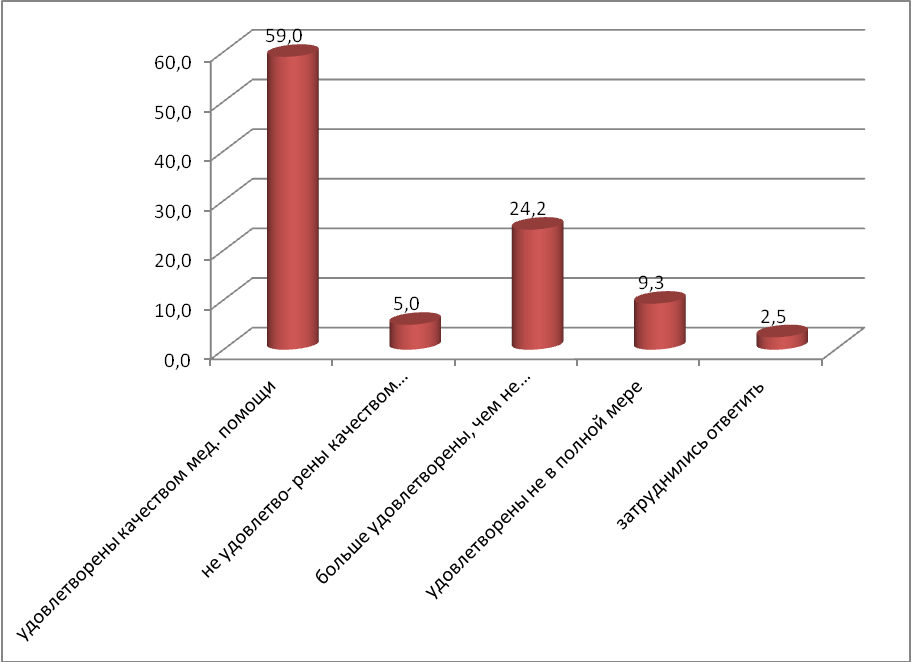 59,0
60,0
50,0
40,0
30,0
24,2
20,0
9,3
10,0
5,0
2,5
0,0
удовлетворены качеством мед. помощи
не удовлетво- рены качеством...
больше удовлетворены, чем не...
удовлетворены не в полной мере
затруднились ответить